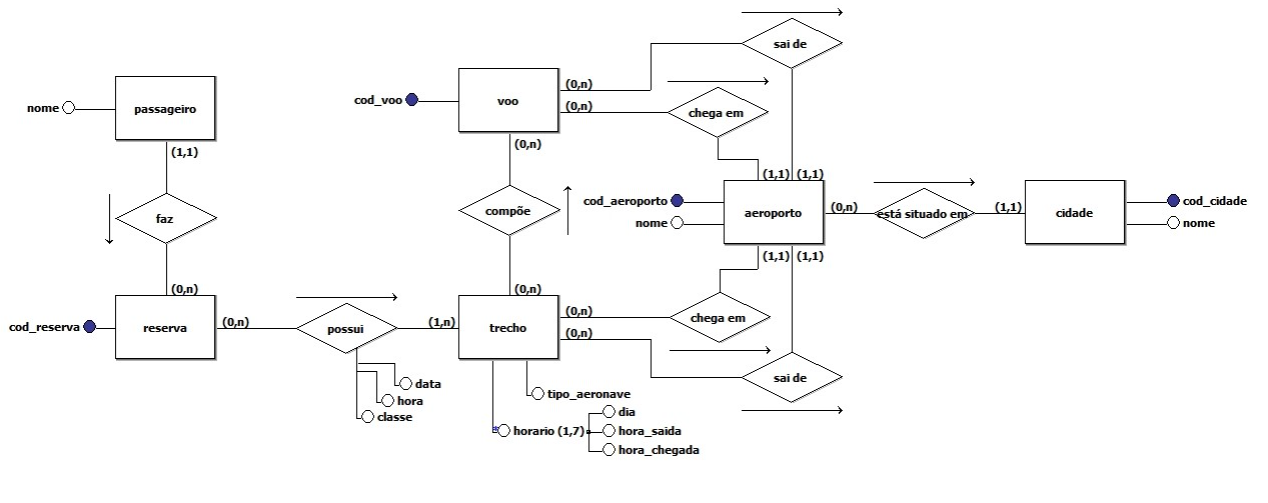 sai de
(0,n)
cod_voo
voo
(0,n)
chega em
nome
passageiro
(1,1)
(0,n)
(1,1)
(1,1)
faz
compõe
cod_aeroporto
nome
aeroporto
(0,n)
está situado em
(1,1)
cidade
cod_cidade
nome
(1,1)
(1,1)
(0,n)
(0,n)
cod_reserva
reserva
(0,n)
possui
(1,n)
trecho
(0,n)
(0,n)
chega em
sai de
data
hora
classe
tipo_aeronave
horario (1,7)
dia
hora_saida
hora_chegada